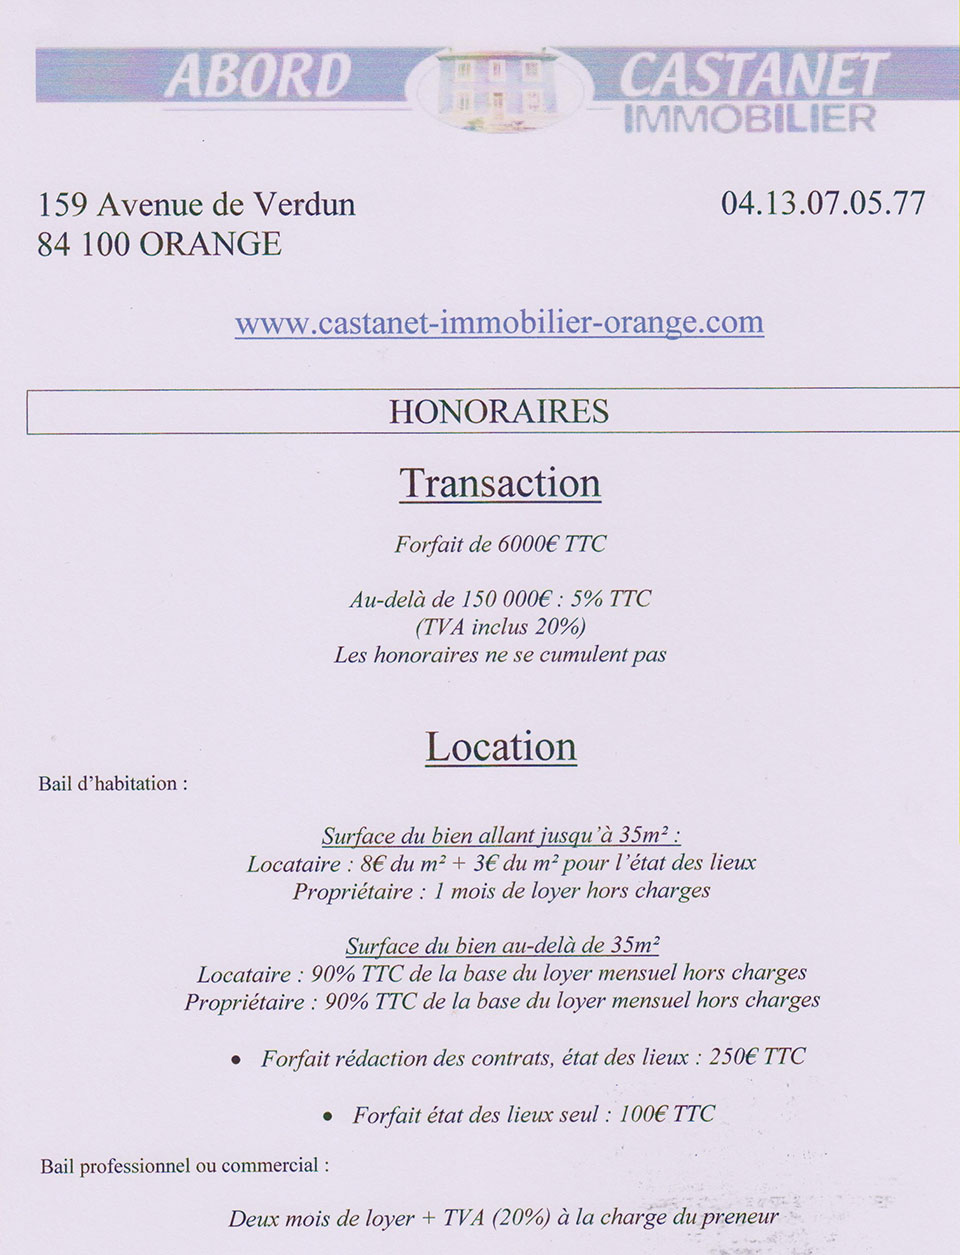 ABORD CASTANET
IMMOBILIER
159 Avenue de Verdun 04.13.07.05.77
84 100 ORANGE
www.castanet-immobilier-orange.com
HONORAIRES
Transaction
Forfait de 6000€ TTC
Au-delà de 150 000€ : 5% TTC
(TVA inclus 20%)
Les honoraires ne se cumulent pas
Location
Bail d’habitation :
Surface du bien allant jusqu’à 35m² :
Locataire : 8€ du m² + 3€ du m² pour l’état des lieux
Propriétaire : 1 mois de loyer hors charges
Surface du bien au-delà de 35m²
Locataire : 90% TTC de la base du loyer mensuel hors charges
Propriétaire : 90% TTC de la base du loyer mensuel hors charges
• Forfait rédaction des contrats, état des lieux : 250€ TTC
• Forfait état des lieux seul : 100€ TTC
Bail professionnel ou commercial :
Deux mois de loyer + TVA (20%) à la charge du preneur